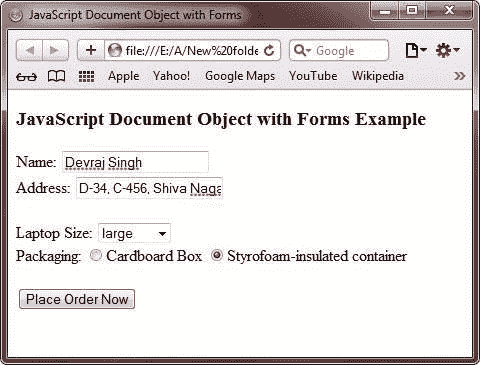 JavaScript Document Object with Forms
file:///E:/A/New%20folde
Google
Apple Yahoo! Google Maps YouTube Wikipedia
JavaScript Document Object with Forms Example
Name: Devraj Singh
Address: D-34, C-456, Shiva Naga
Laptop Size: large
Packaging: Cardboard Box Styrofoam-insulated container
Place Order Now